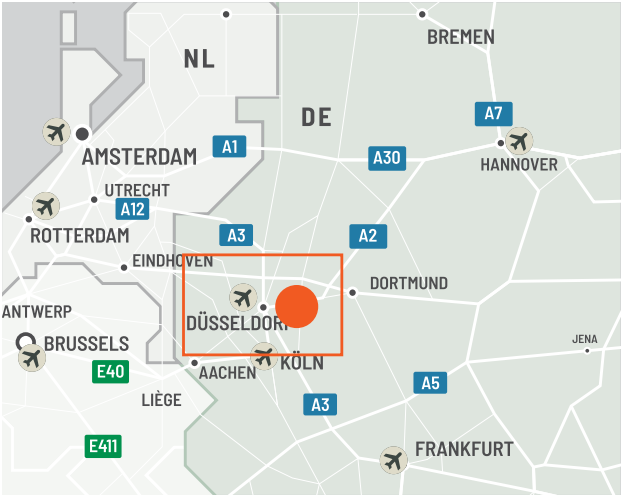 NL
BREMEN
DE
A7
AMSTERDAM
A1
A30
HANNOVER
UTRECHT
A12
ROTTERDAM
A3
A2
EINDHOVEN
DORTMUND
ANTWERP
DÜSSELDORF
BRUSSELS
JENA
E40
AACHEN
KÖLN
LIÈGE
A3
A5
E411
FRANKFURT